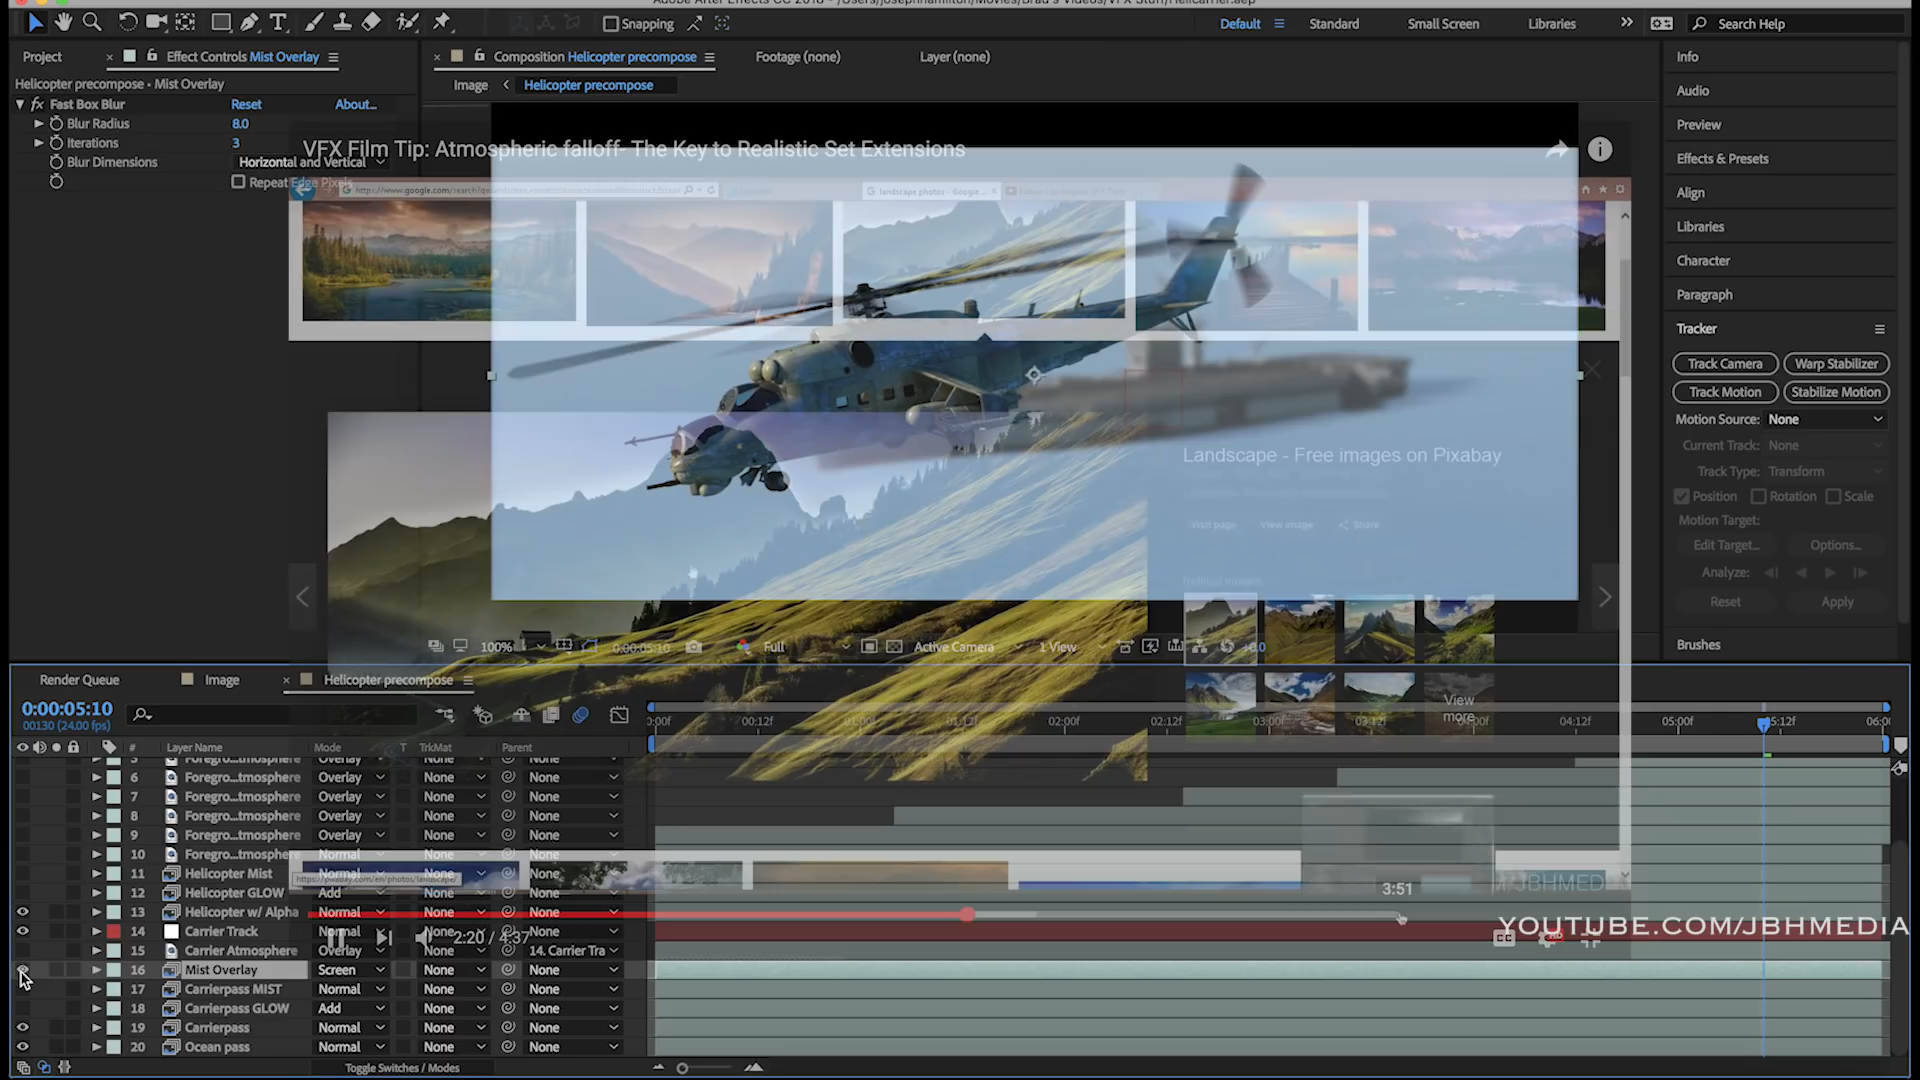 Adobe After Effects CC 2018 - /Users/josephhamilton/Movies/Brad's Videos/VFX Stuff/Helicarrier.aep
Snapping
Default
Standard
Small Screen
Libraries
Search Help
Project
Effect Controls Mist Overlay
Composition Helicopter precompose
Footage (none)
Layer (none)
Helicopter precompose • Mist Overlay
Image
Helicopter precompose
Fast Box Blur
Reset
About...
Blur Radius
8.0
Iterations
3
Blur Dimensions
Horizontal and Vertical
Repeat Edge Pixels
VFX Film Tip: Atmospheric falloff- The Key to Realistic Set Extensions
landscape photos - Google ...
Landscape - Free images on Pixabay
Visit page
View image
Share
Related images:
View more
Info
Audio
Preview
Effects & Presets
Align
Libraries
Character
Paragraph
Tracker
Track Camera
Warp Stabilizer
Track Motion
Stabilize Motion
Motion Source: None
Current Track: None
Track Type: Transform
Position
Rotation
Scale
Motion Target:
Edit Target...
Options...
Analyze:
Reset
Apply
Brushes
100%
0:00:05:10
Full
Active Camera
1 View
+0.0
Render Queue
Image
Helicopter precompose
0:00:05:10
00130 (24.00 fps)
:00f
00:12f
01:00f
01:12f
02:00f
02:12f
03:00f
03:12f
04:00f
04:12f
05:00f
05:12f
06:00
# Layer Name Mode T TrkMat Parent
5 Foregro...tmosphere Overlay None None
6 Foregro...tmosphere Overlay None None
7 Foregro...tmosphere Overlay None None
8 Foregro...tmosphere Overlay None None
9 Foregro...tmosphere Overlay None None
10 Foregro...tmosphere Normal None None
11 Helicopter Mist Normal None None
https://pixabay.com/en/photos/landscape/
12 Helicopter GLOW Add None None
13 Helicopter w/ Alpha Normal None None
14 Carrier Track Normal None None
15 Carrier Atmosphere Overlay None 14. Carrier Tra
16 Mist Overlay Screen None None
17 Carrierpass MIST Normal None None
18 Carrierpass GLOW Add None None
19 Carrierpass Normal None None
20 Ocean pass Normal None None
Toggle Switches / Modes
2:20 / 4:37
3:51
/JBHMED
CC
HD
YOUTUBE.COM/JBHMEDIA